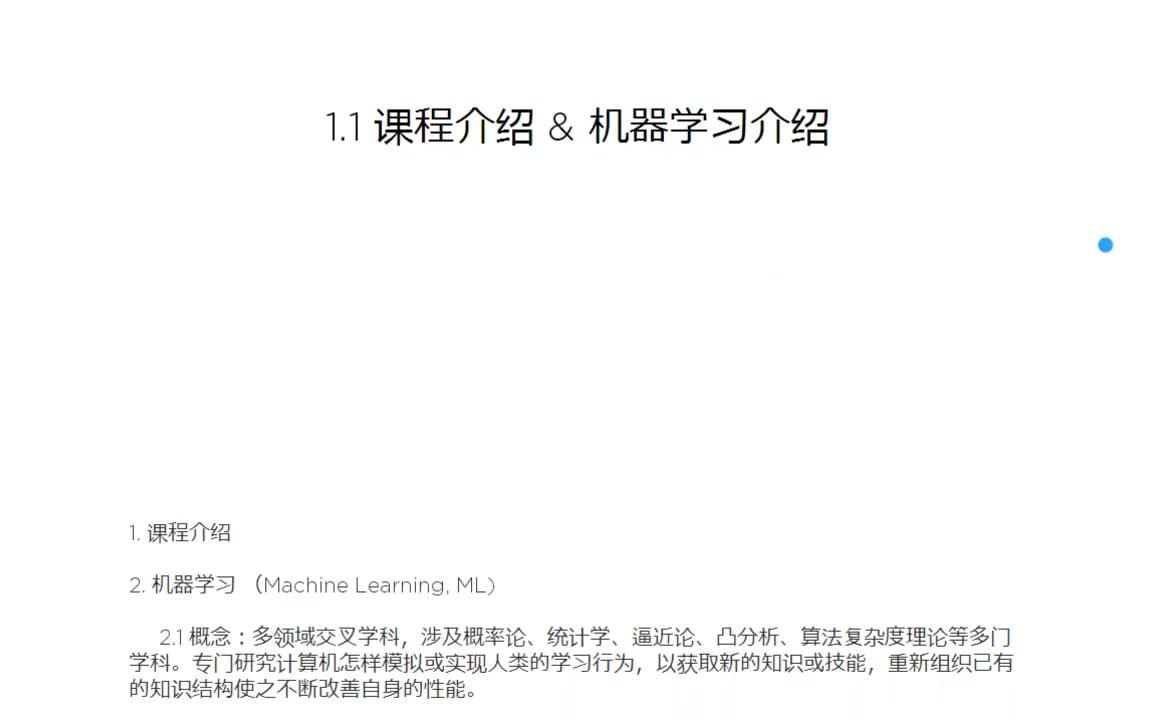 1.1 课程介绍 & 机器学习介绍
1. 课程介绍
2. 机器学习 （Machine Learning, ML）
2.1 概念：多领域交叉学科，涉及概率论、统计学、逼近论、凸分析、算法复杂度理论等多门
学科。专门研究计算机怎样模拟或实现人类的学习行为，以获取新的知识或技能，重新组织已有
的知识结构使之不断改善自身的性能。